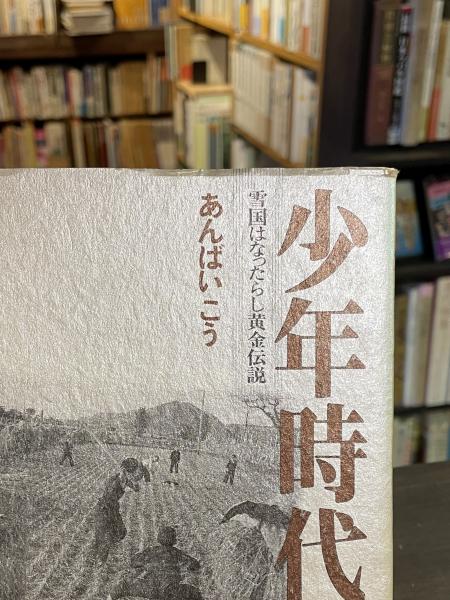 少年時代
雪国はなったらし黄金伝説
あんばいこう